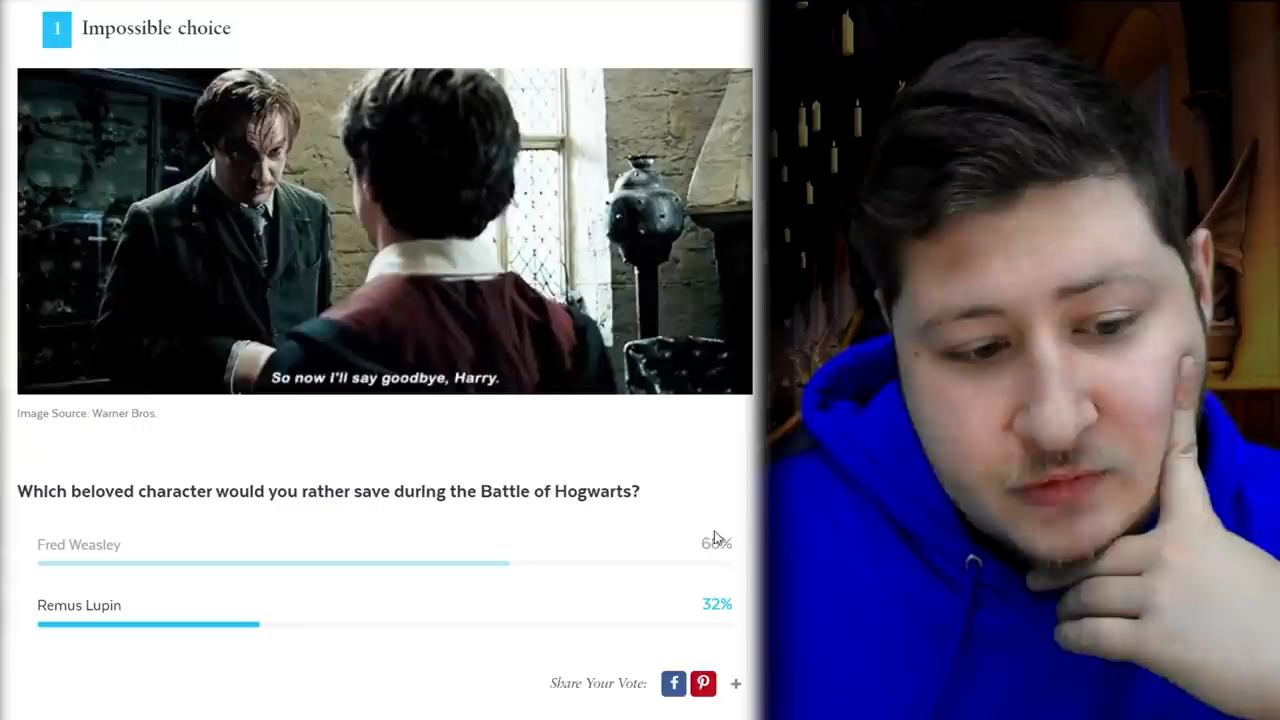 1 Impossible choice
So now I'll say goodbye, Harry.
Image Source: Warner Bros.
Which beloved character would you rather save during the Battle of Hogwarts?
Fred Weasley
Remus Lupin 32%
Share Your Vote: